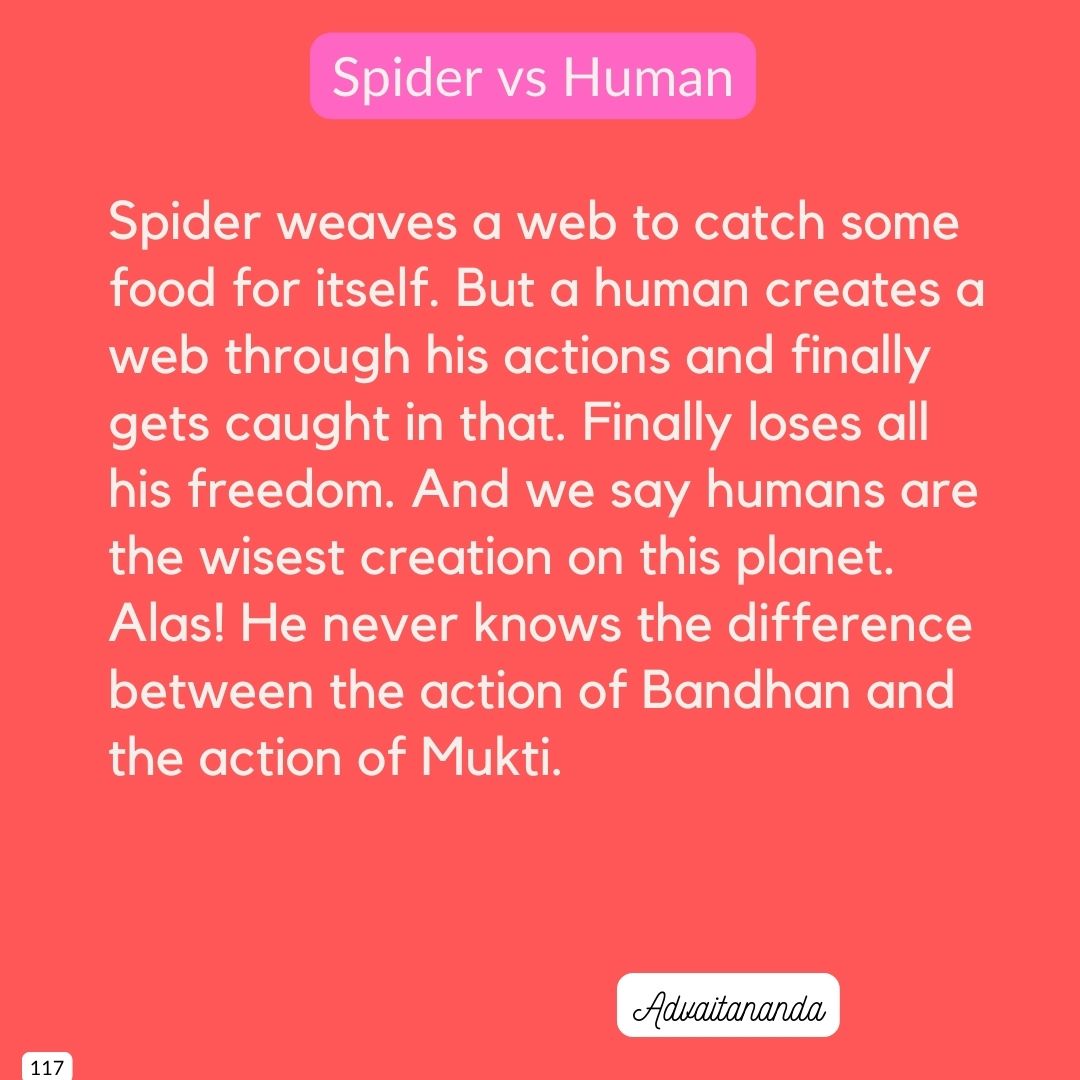 Spider vs Human
Spider weaves a web to catch some
food for itself. But a human creates a
web through his actions and finally
gets caught in that. Finally loses all
his freedom. And we say humans are
the wisest creation on this planet.
Alas! He never knows the difference
between the action of Bandhan and
the action of Mukti.
Advaitananda
117